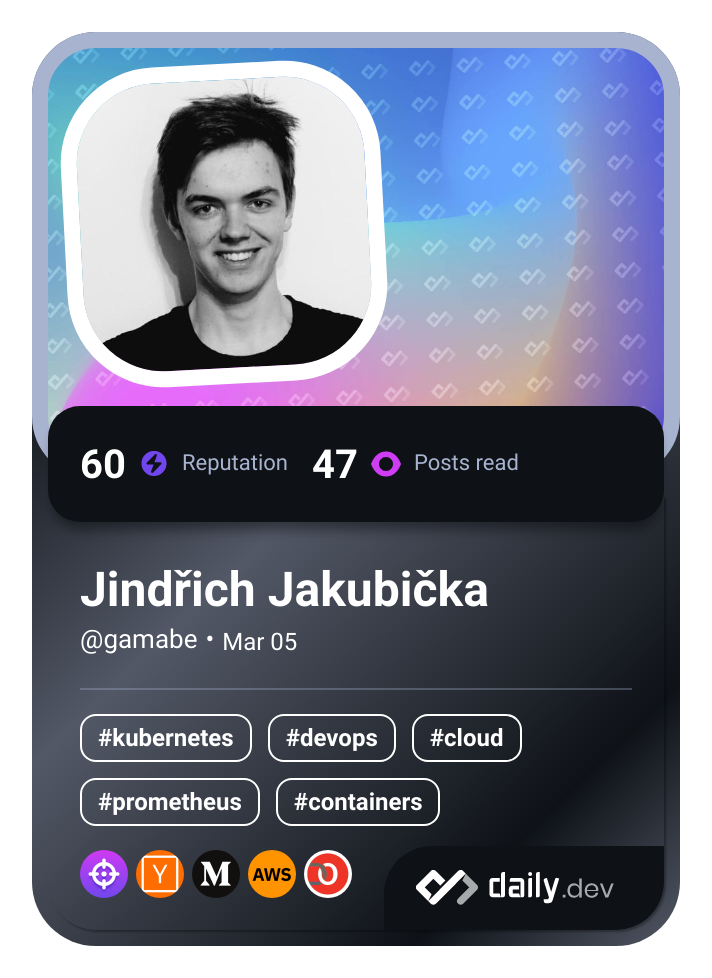 60 Reputation 47 Posts read
Jindřich Jakubička
@gamabe • Mar 05
#kubernetes #devops #cloud
#prometheus #containers
Y M AWS
daily.dev